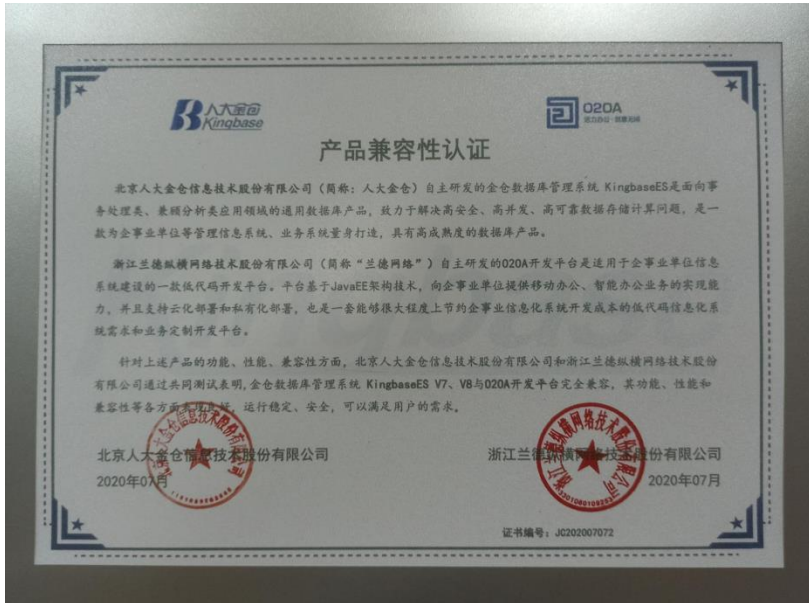 人大金仓
Kingbase
O2OA
产品兼容性认证
北京人大金仓信息技术股份有限公司(简称:人大金仓)自主研发的金仓数据库管理系统 KingbaseES是面向事
务处理类、兼顾分析类应用领域的通用数据库产品,致力于解决高安全、高并发、高可靠数据存储计算问题,是一
款为企事业单位等管理信息系统、业务系统量身打造,具有高成熟度的数据库产品。
浙江兰德纵横网络技术股份有限公司(简称“兰德网络”)自主研发的O2OA开发平台是适用于企事业单位信息
系统建设的一款低代码开发平台。平台基于JavaEE架构技术,向企事业单位提供移动办公、智能办公业务的实现能
力,并且支持云化部署和私有化部署,也是一套能够很大程度上节约企事业信息化系统开发成本的低代码信息化系
统需求和业务定制开发平台。
针对上述产品的功能、性能、兼容性方面,北京人大金仓信息技术股份有限公司和浙江兰德纵横网络技术股份
有限公司通过共同测试表明,金仓数据库管理系统 KingbaseES V7、V8与O2OA开发平台完全兼容,其功能、性能和
兼容性等各方面表现良好,运行稳定、安全,可以满足用户的需求。
北京人大金仓信息技术股份有限公司
2020年07月
浙江兰德纵横网络技术股份有限公司
2020年07月
证书编号:JC202007072